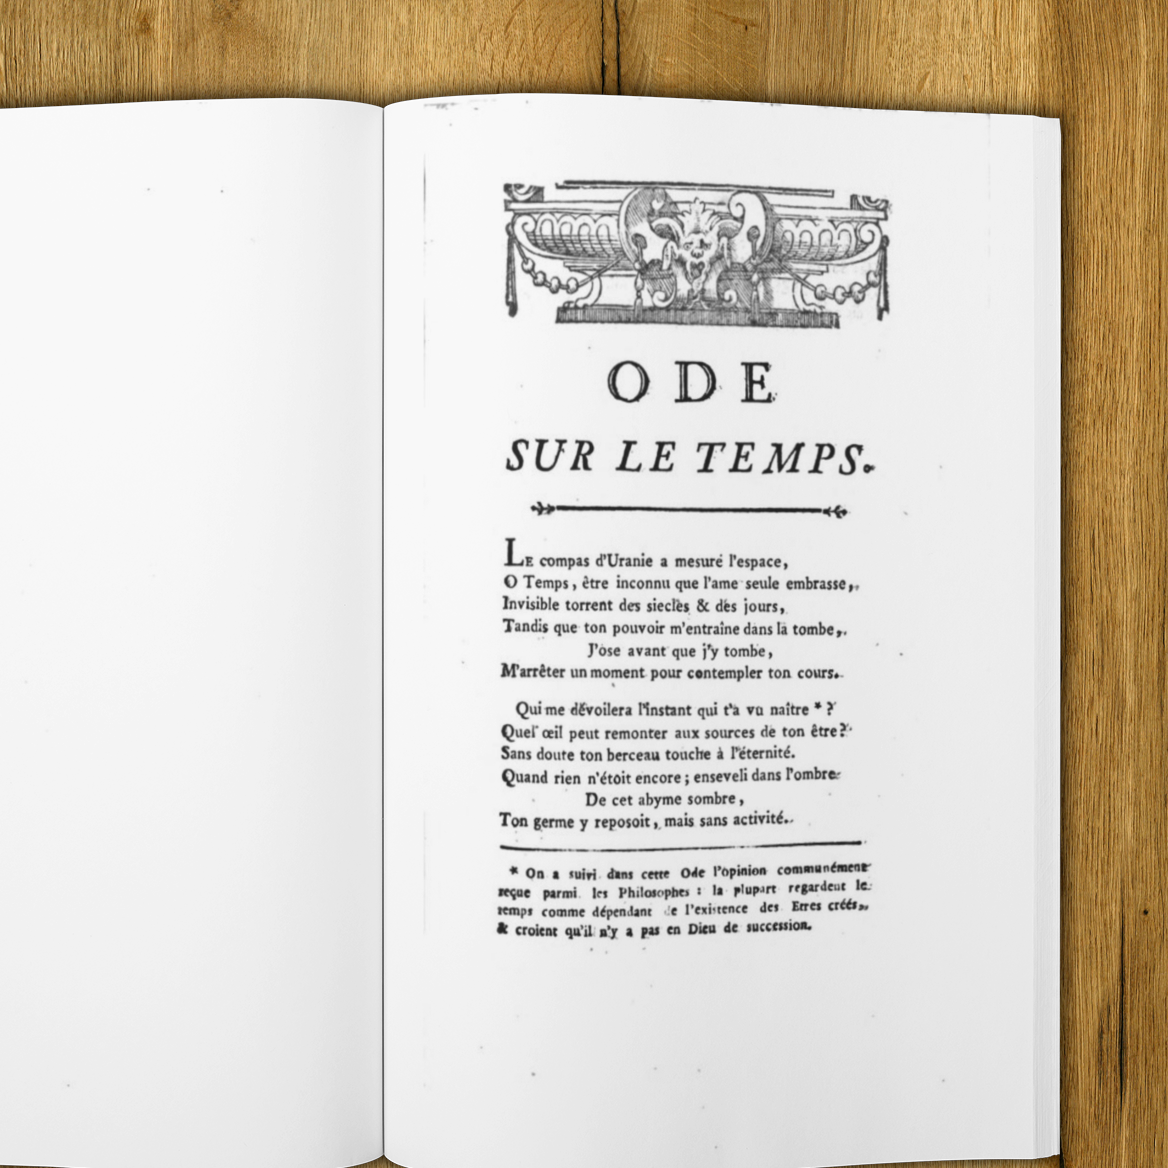 ODE
SUR LE TEMPS.
LE compas d'Uranie a mesuré l'espace,
O Temps, être inconnu que l'ame seule embrasse,
Invisible torrent des siecles & des jours,
Tandis que ton pouvoir m'entraîne dans la tombe,
J'ose avant que j'y tombe,
M'arrêter un moment pour contempler ton cours.
Qui me dévoilera l'instant qui t'a vu naître * ?
Quel œil peut remonter aux sources de ton être ?
Sans doute ton berceau touche à l'éternité.
Quand rien n'étoit encore ; enseveli dans l'ombre
De cet abyme sombre,
Ton germe y reposoit, mais sans activité.
* On a suivi dans cette Ode l'opinion communément
reçue parmi les Philosophes : la plupart regardent le
temps comme dépendant de l'existence des Etres créés,
& croient qu'il n'y a pas en Dieu de succession.